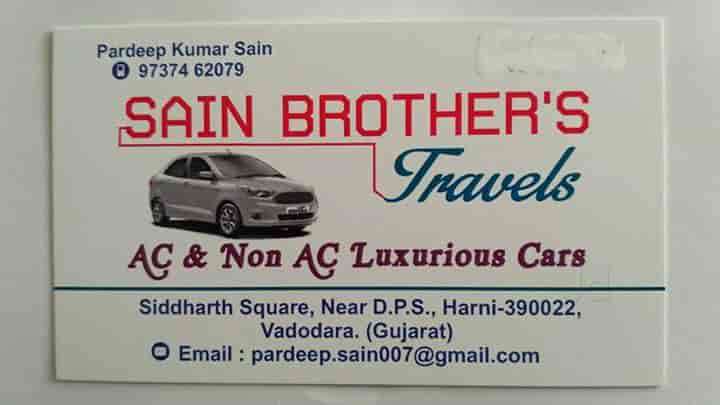 Pardeep Kumar Sain
97374 62079
SAIN BROTHER'S
Travels
AC & Non AC Luxurious Cars
Siddharth Square, Near D.P.S., Harni-390022,
Vadodara. (Gujarat)
Email : pardeep.sain007@gmail.com